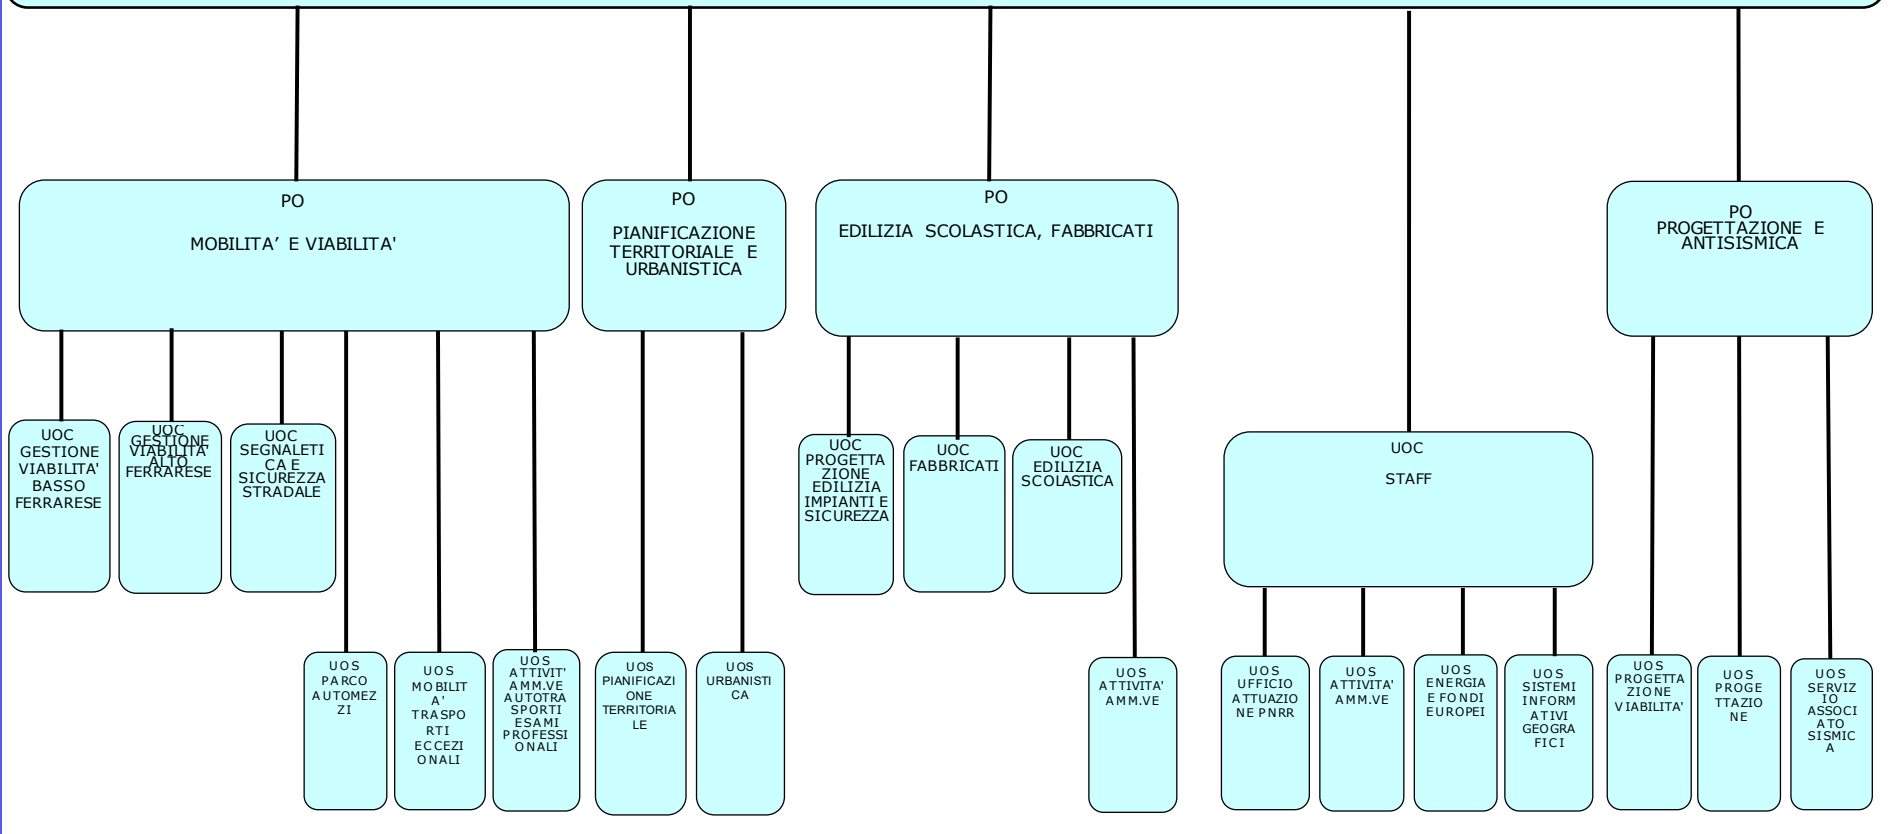 PO
MOBILITA’ E VIABILITA'
PO
PIANIFICAZIONE
TERRITORIALE E
URBANISTICA
PO
EDILIZIA SCOLASTICA, FABBRICATI
PO
PROGETTAZIONE E
ANTISISMICA
UOC
GESTIONE
VIABILITA'
BASSO
FERRARESE
UOC
GESTIONE
VIABILITA'
ALTO
FERRARESE
UOC
SEGNALETI
CA E
SICUREZZA
STRADALE
UOC
PROGETTA
ZIONE
EDILIZIA
IMPIANTI E
SICUREZZA
UOC
FABBRICATI
UOC
EDILIZIA
SCOLASTICA
UOC
STAFF
UOS
PARCO
AUTOMEZ
ZI
UOS
MOBILIT
A'
TRASPO
RTI
ECCEZI
ONALI
UOS
ATTIVIT'
AMM.VE
AUTOTRA
SPORTI
ESAMI
PROFESSI
ONALI
UOS
PIANIFICAZI
ONE
TERRITORIA
LE
UOS
URBANISTI
CA
UOS
ATTIVITA'
AMM.VE
UOS
UFFICIO
ATTUAZIO
NE PNRR
UOS
ATTIVITA'
AMM.VE
UOS
ENERGIA
E FONDI
EUROPEI
UOS
SISTEMI
INFORM
ATIVI
GEOGRA
FICI
UOS
PROGETTA
ZIONE
VIABILITA'
UOS
PROGE
TTAZIO
NE
UOS
SERVIZ
IO
ASSOCI
ATO
SISMIC
A